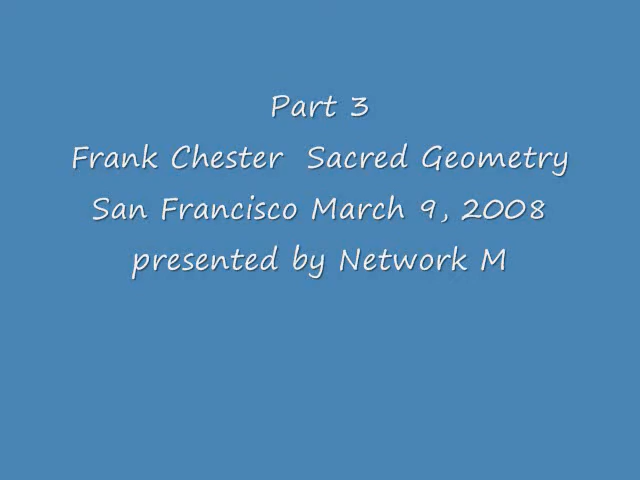 Part 3
Frank Chester  Sacred Geometry
San Francisco March 9, 2008
presented by Network M